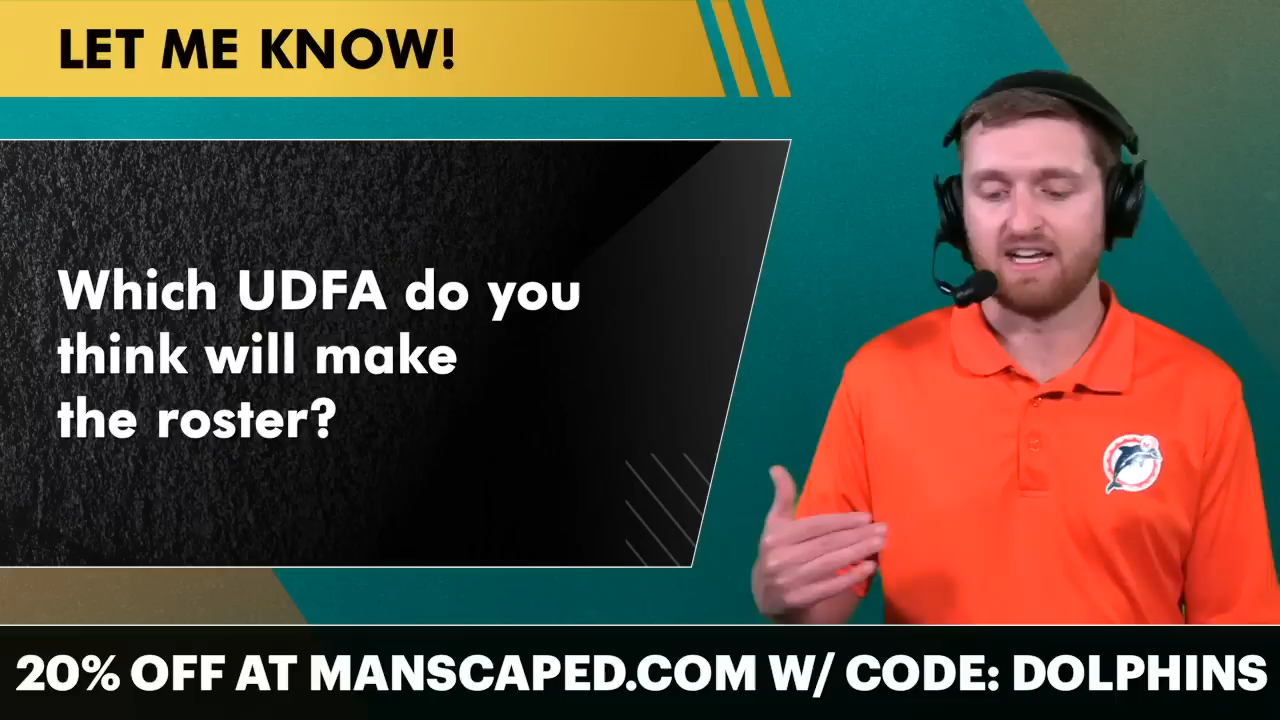 LET ME KNOW!
Which UDFA do you
think will make
the roster?
20% OFF AT MANSCAPED.COM W/ CODE: DOLPHINS